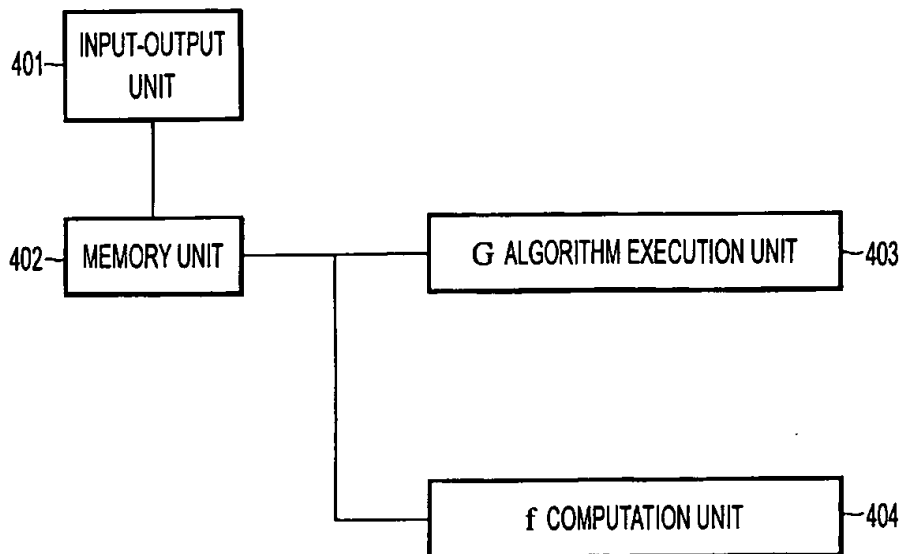 401
INPUT-OUTPUT
UNIT
402
MEMORY UNIT
G ALGORITHM EXECUTION UNIT
403
f COMPUTATION UNIT
404